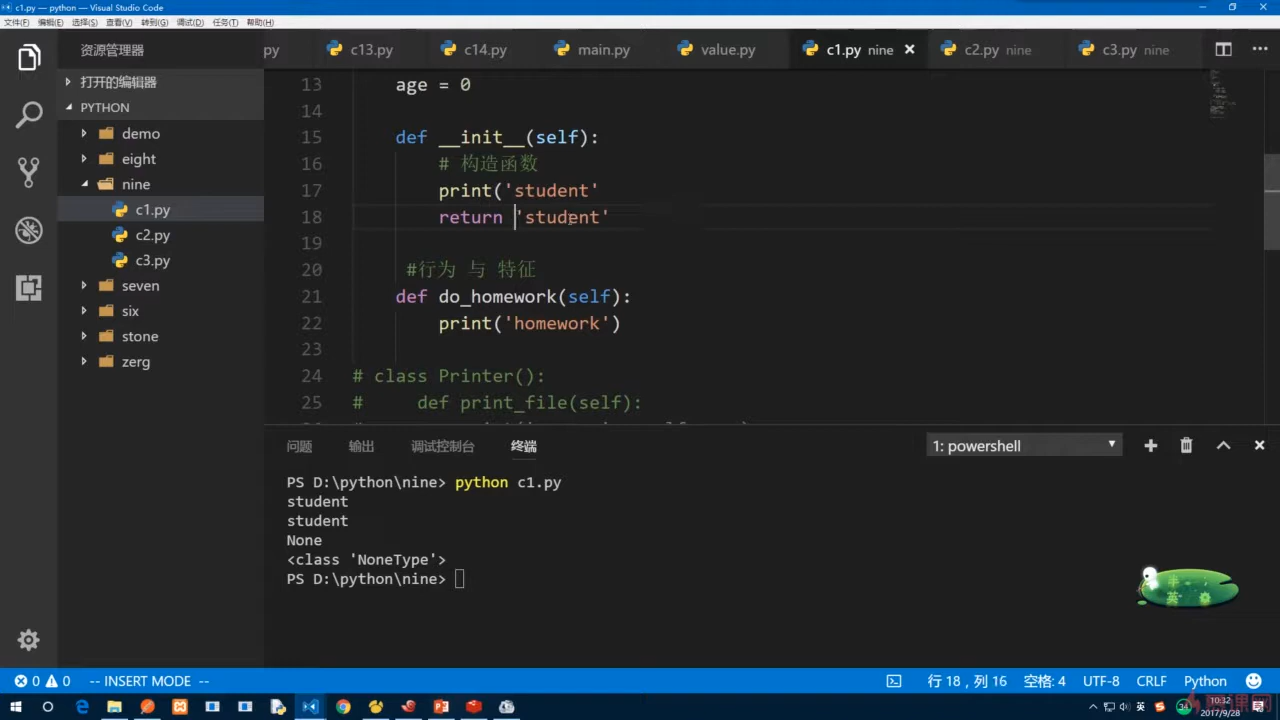 c1.py — python — Visual Studio Code
文件(F) 编辑(E) 选择(S) 查看(V) 转到(G) 调试(D) 任务(T) 帮助(H)
资源管理器
打开的编辑器
PYTHON
demo
eight
nine
c1.py
c2.py
c3.py
seven
six
stone
zerg
py c13.py c14.py main.py value.py c1.py nine c2.py nine c3.py nine
13 age = 0
14
15 def __init__(self):
16 # 构造函数
17 print('student'
18 return 'student'
19
20 #行为 与 特征
21 def do_homework(self):
22 print('homework')
23
24 # class Printer():
25 # def print_file(self):
问题 输出 调试控制台 终端 1: powershell
PS D:\python\nine> python c1.py
student
student
None
<class 'NoneType'>
PS D:\python\nine>
0 0 -- INSERT MODE -- 行 18，列 16 空格: 4 UTF-8 CRLF Python
英 10:32
2017/9/28